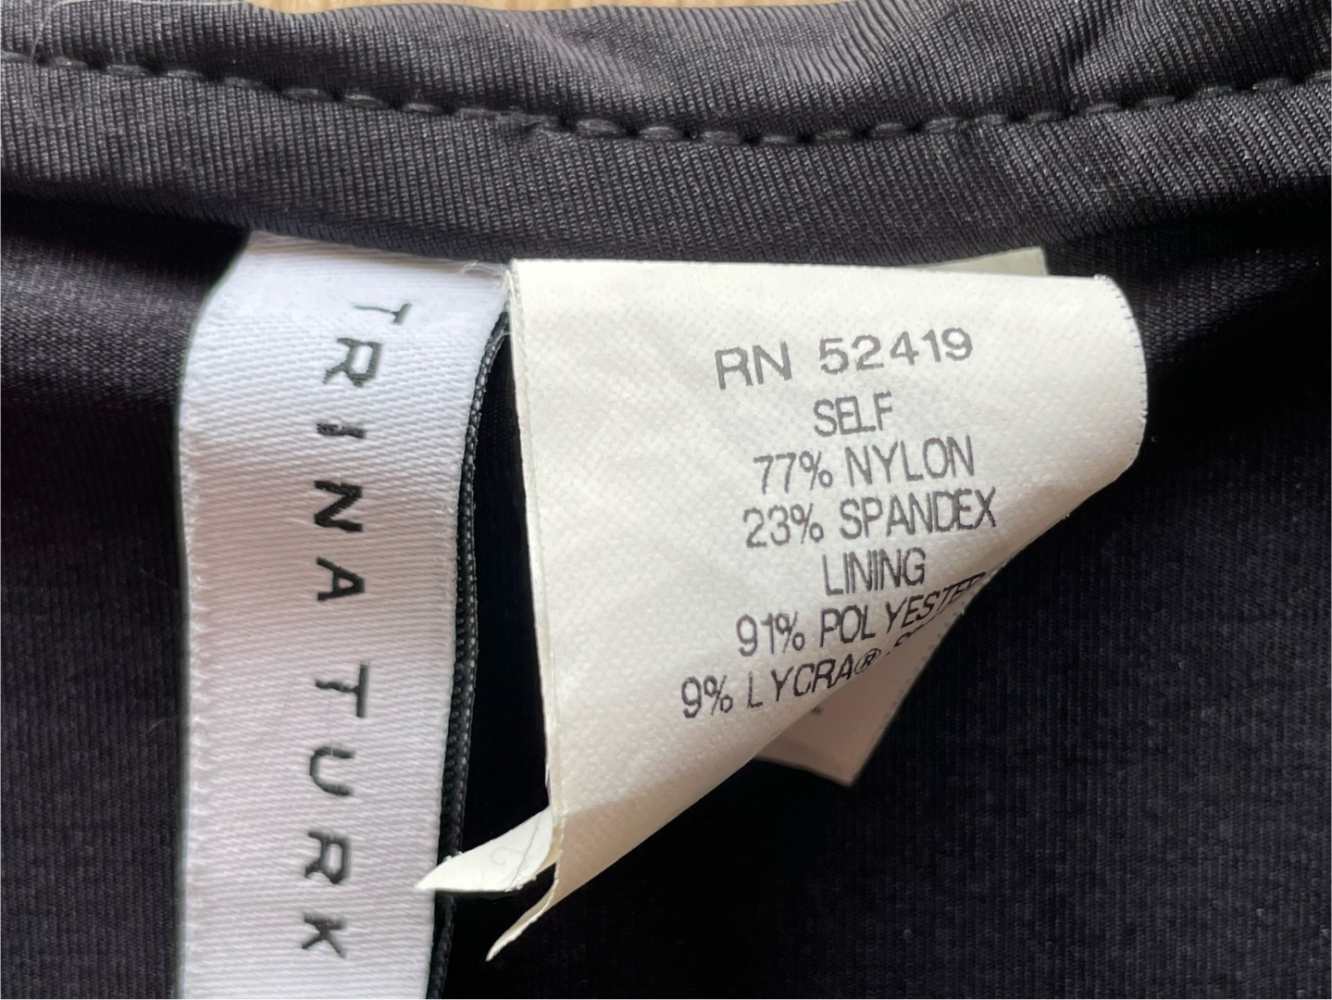 TRINA TURK
RN 52419
SELF
77% NYLON
23% SPANDEX
LINING
91% POLYESTER
9% LYCRA®